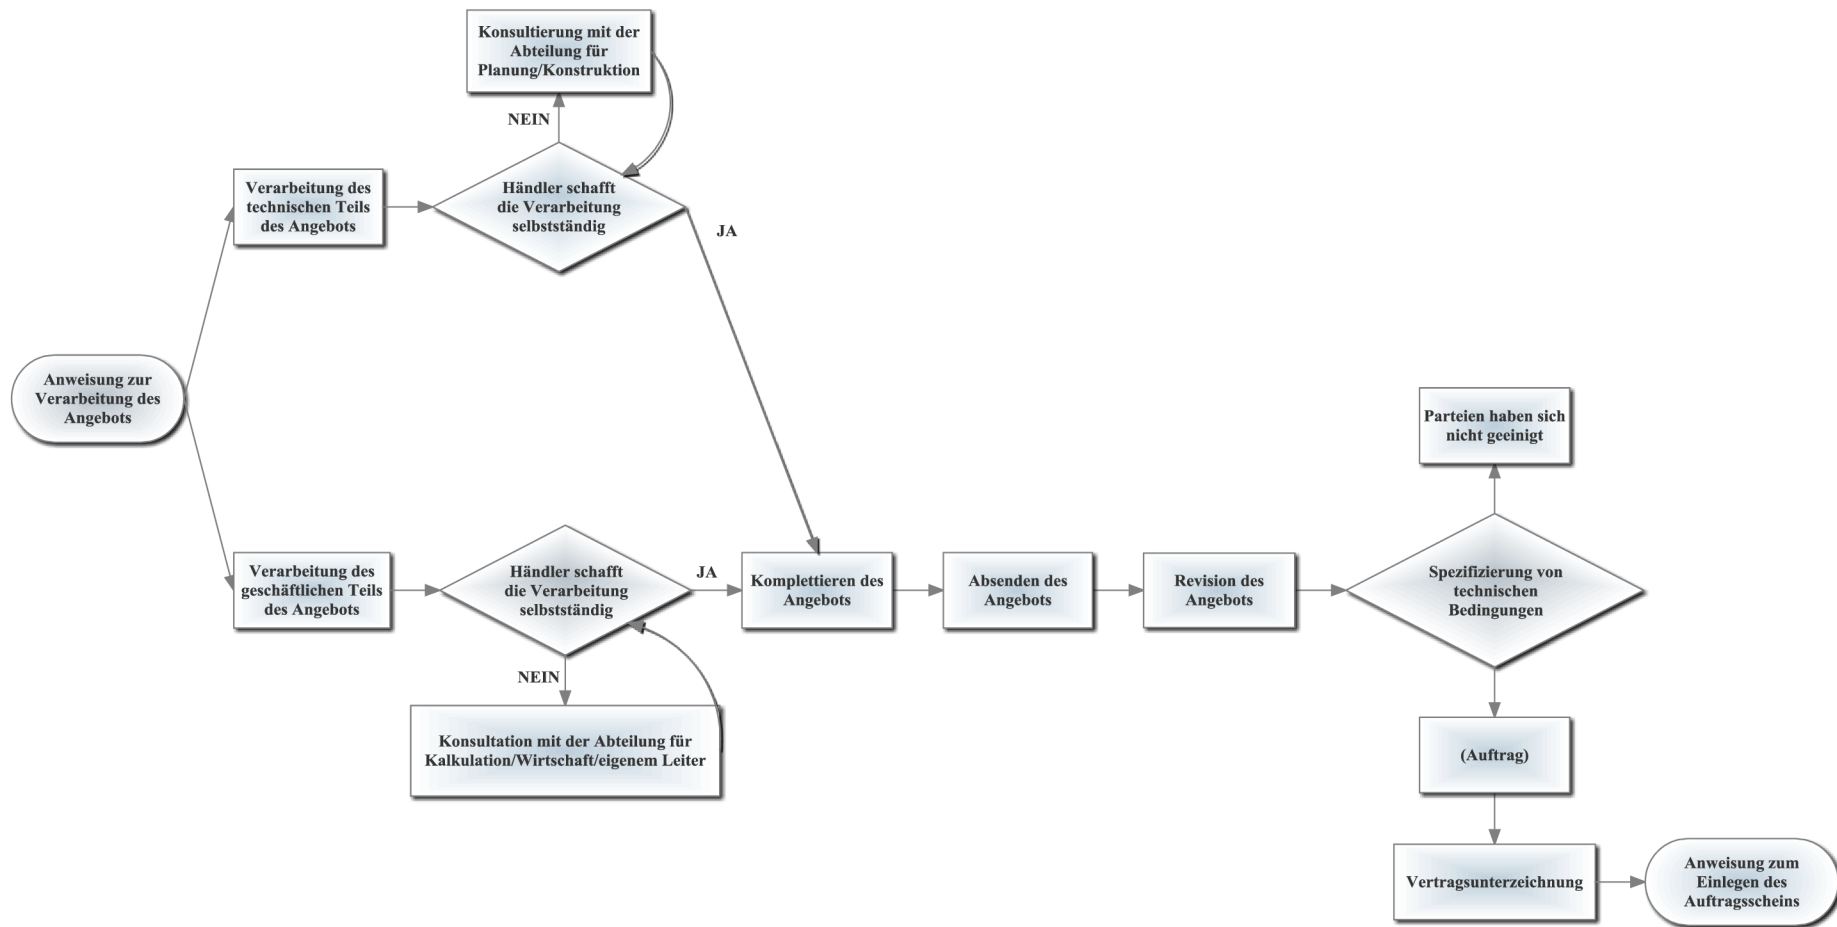 Konsultierung mit der
Abteilung für
Planung/Konstruktion
NEIN
Verarbeitung des
technischen Teils
des Angebots
Händler schafft
die Verarbeitung
selbstständig
JA
Anweisung zur
Verarbeitung des
Angebots
Parteien haben sich
nicht geeinigt
Verarbeitung des
geschäftlichen Teils
des Angebots
Händler schafft
die Verarbeitung
selbstständig
JA
Komplettieren des
Angebots
Absenden des
Angebots
Revision des
Angebots
Spezifizierung von
technischen
Bedingungen
NEIN
Konsultation mit der Abteilung für
Kalkulation/Wirtschaft/eigenem Leiter
(Auftrag)
Vertragsunterzeichnung
Anweisung zum
Einlegen des
Auftragsscheins